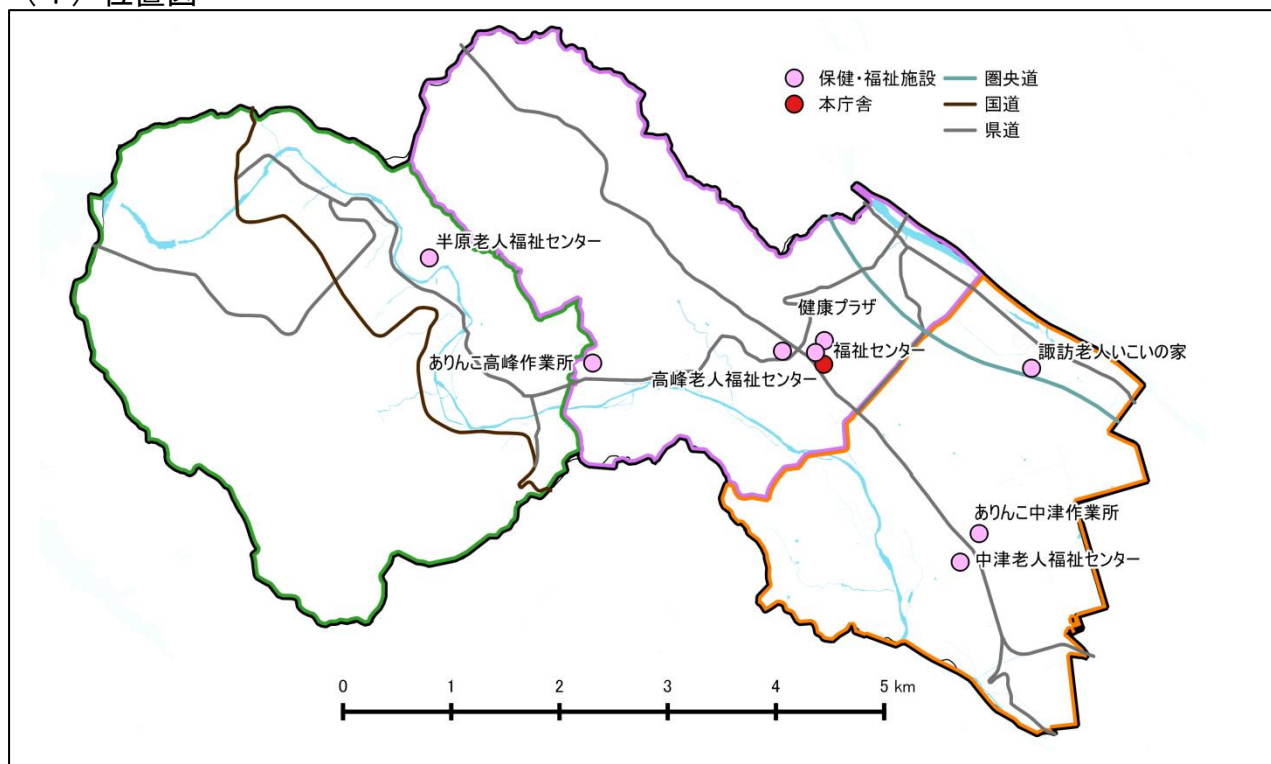 （1）位置図
保健・福祉施設
圏央道
本庁舎
国道
県道
半原老人福祉センター
健康プラザ
福祉センター
諏訪老人いこいの家
ありんこ高峰作業所
高峰老人福祉センター
ありんこ中津作業所
中津老人福祉センター
0 1 2 3 4 5 km